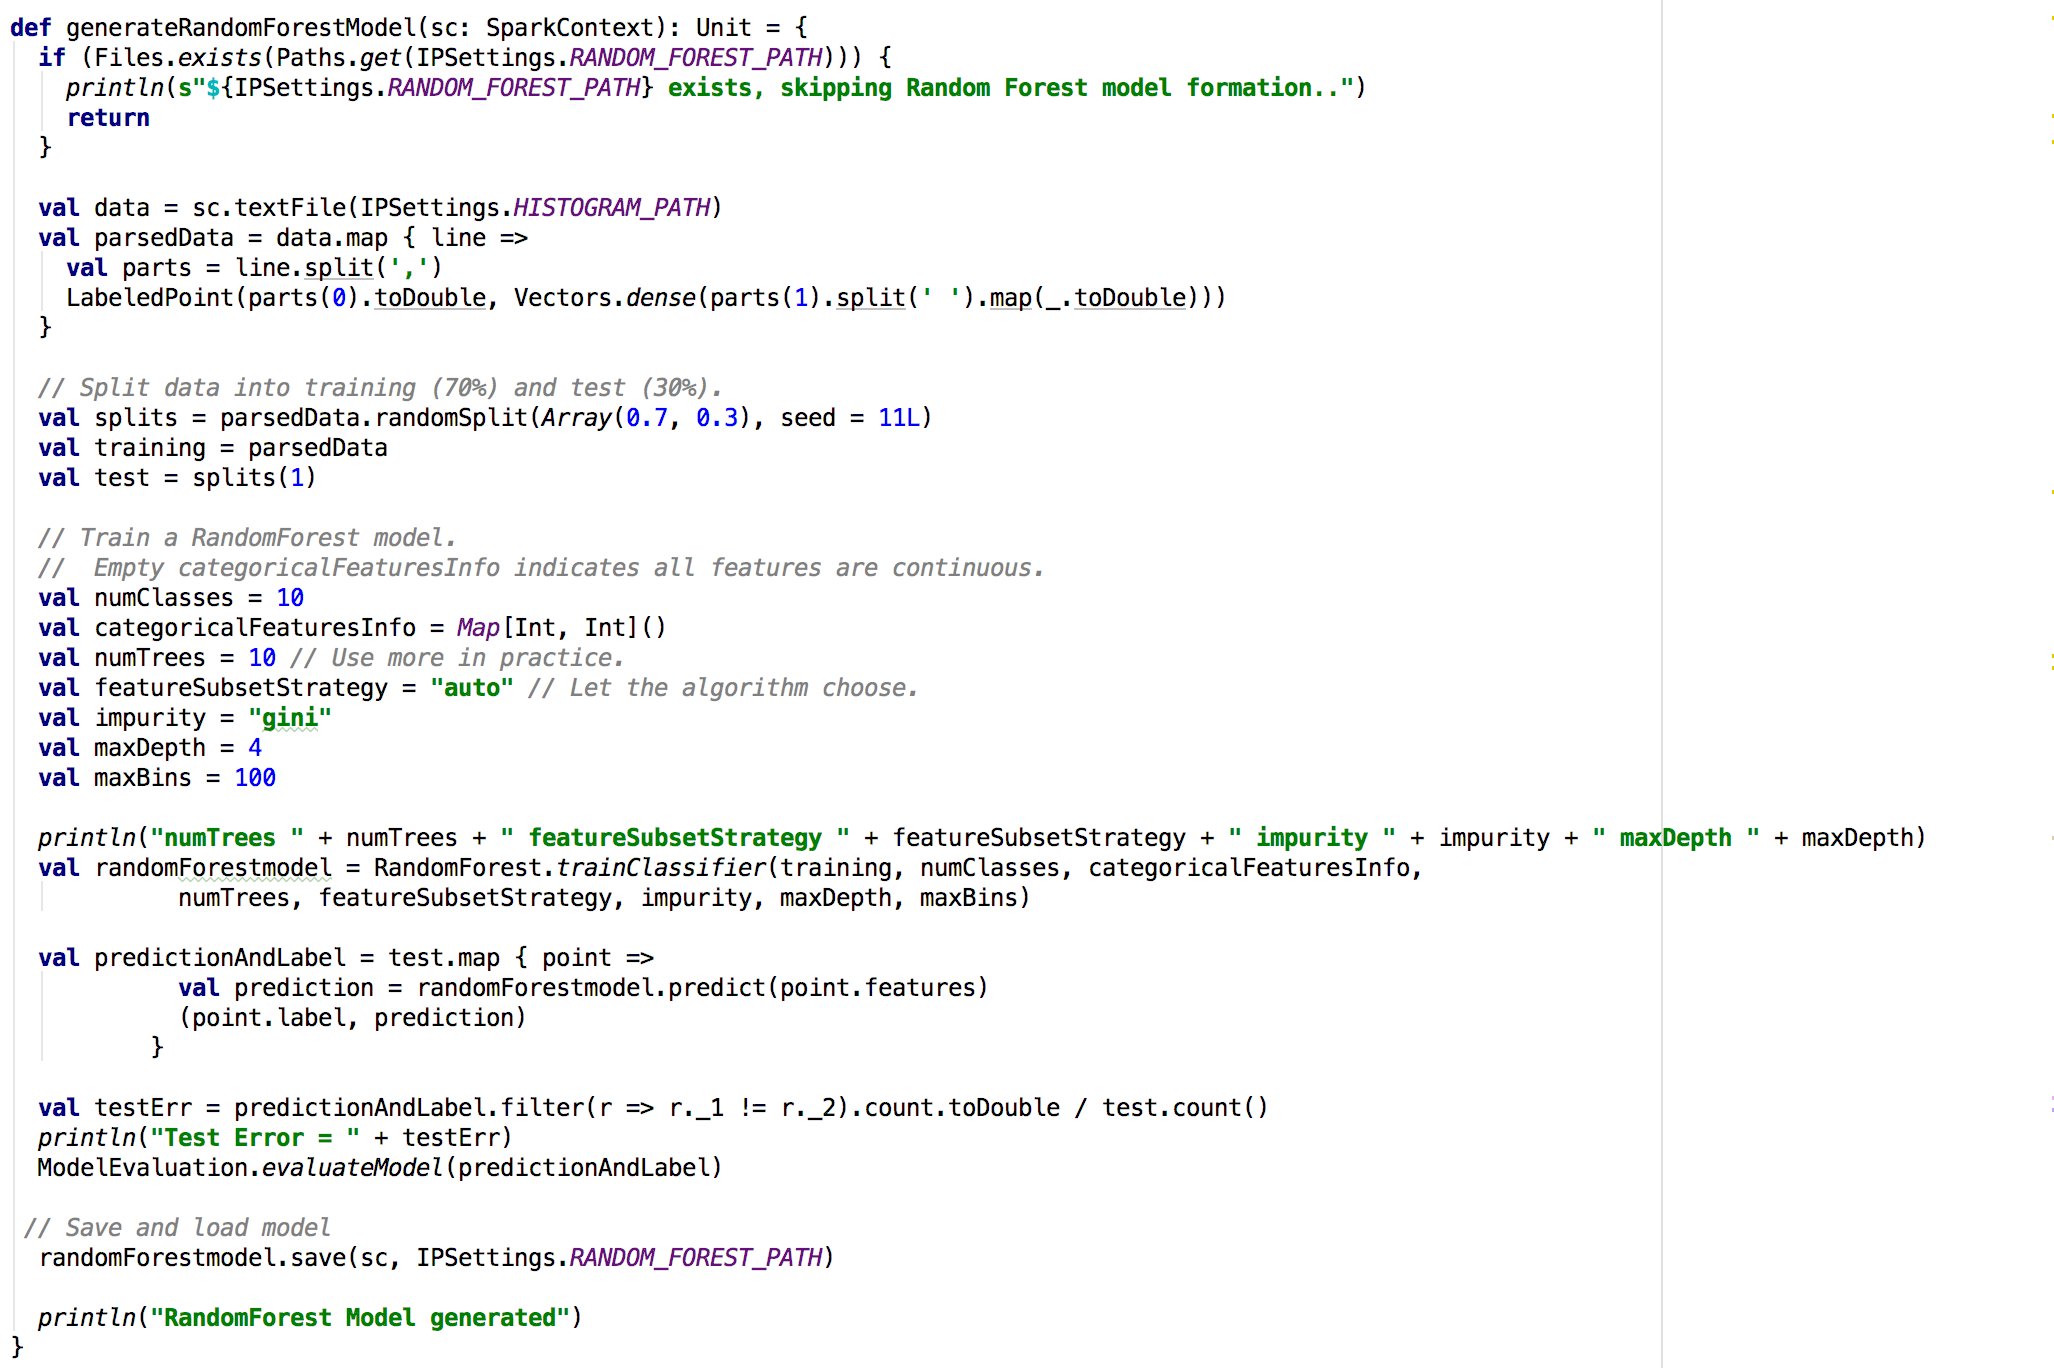 def generateRandomForestModel(sc: SparkContext): Unit = {
  if (Files.exists(Paths.get(IPSettings.RANDOM_FOREST_PATH))) {
    println(s"${IPSettings.RANDOM_FOREST_PATH} exists, skipping Random Forest model formation..")
    return
  }

  val data = sc.textFile(IPSettings.HISTOGRAM_PATH)
  val parsedData = data.map { line =>
    val parts = line.split(',')
    LabeledPoint(parts(0).toDouble, Vectors.dense(parts(1).split(' ').map(_.toDouble)))
  }

  // Split data into training (70%) and test (30%).
  val splits = parsedData.randomSplit(Array(0.7, 0.3), seed = 11L)
  val training = parsedData
  val test = splits(1)

  // Train a RandomForest model.
  //  Empty categoricalFeaturesInfo indicates all features are continuous.
  val numClasses = 10
  val categoricalFeaturesInfo = Map[Int, Int]()
  val numTrees = 10 // Use more in practice.
  val featureSubsetStrategy = "auto" // Let the algorithm choose.
  val impurity = "gini"
  val maxDepth = 4
  val maxBins = 100

  println("numTrees " + numTrees + " featureSubsetStrategy " + featureSubsetStrategy + " impurity " + impurity + " maxDepth " + maxDepth)
  val randomForestmodel = RandomForest.trainClassifier(training, numClasses, categoricalFeaturesInfo,
            numTrees, featureSubsetStrategy, impurity, maxDepth, maxBins)

  val predictionAndLabel = test.map { point =>
            val prediction = randomForestmodel.predict(point.features)
            (point.label, prediction)
          }

  val testErr = predictionAndLabel.filter(r => r._1 != r._2).count.toDouble / test.count()
  println("Test Error = " + testErr)
  ModelEvaluation.evaluateModel(predictionAndLabel)

 // Save and load model
  randomForestmodel.save(sc, IPSettings.RANDOM_FOREST_PATH)

  println("RandomForest Model generated")
}